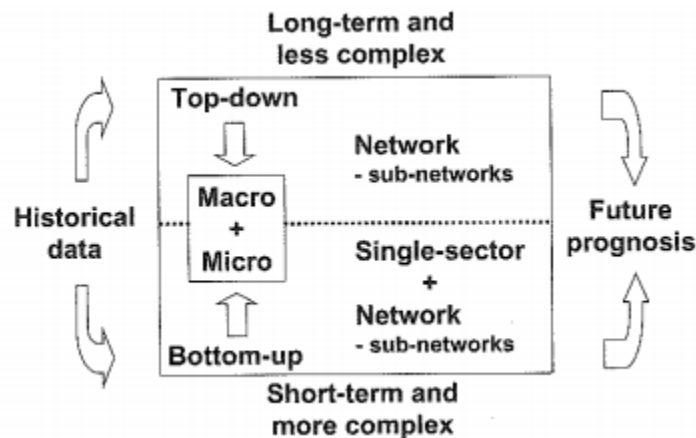 Long-term and
less complex
Top-down
Network
- sub-networks
Macro
+
Micro
Historical
data
Future
prognosis
Single-sector
+
Network
- sub-networks
Bottom-up
Short-term and
more complex